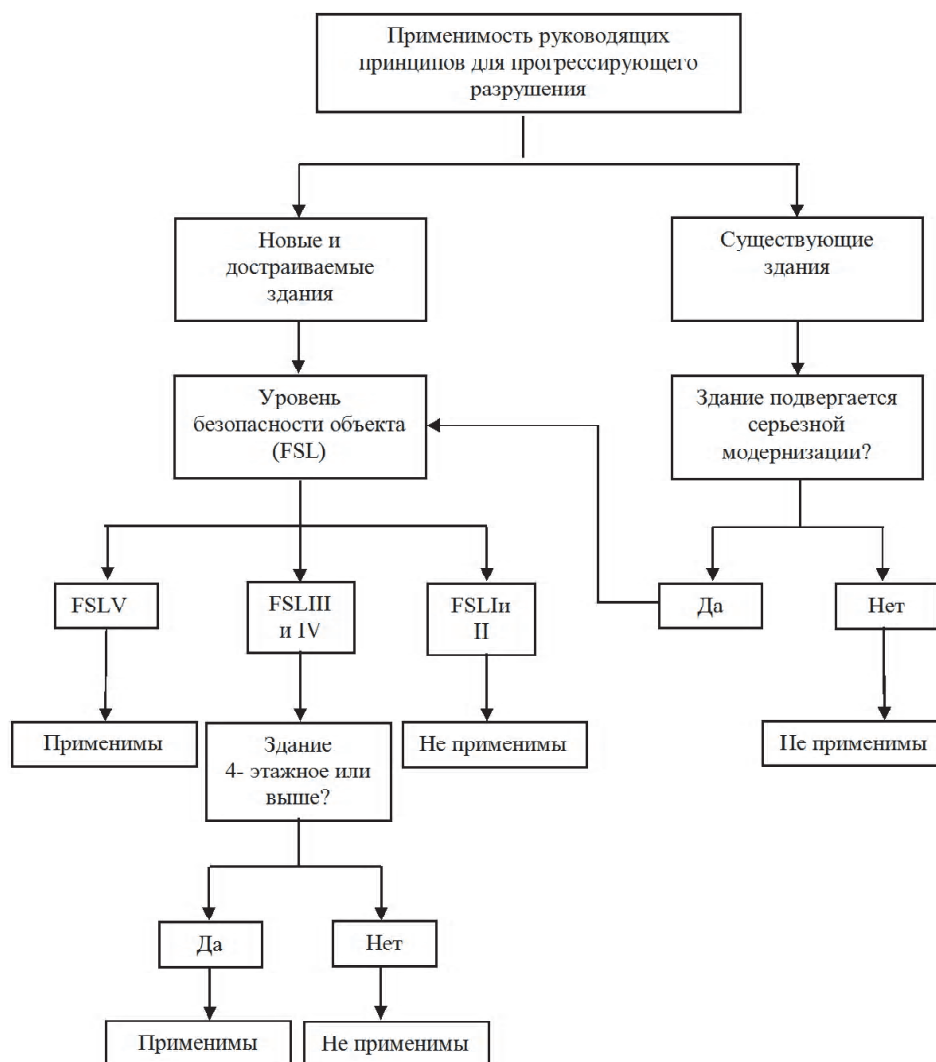 Применимость руководящих
принципов для прогрессирующего
разрушения
Новые и
достраиваемые
здания
Существующие
здания
Уровень
безопасности объекта
(FSL)
Здание подвергается
серьезной
модернизации?
FSLV
FSLIII
и IV
FSLIи
II
Да
Нет
Применимы
Здание
4- этажное или
выше?
Не применимы
Не применимы
Да
Нет
Применимы
Не применимы